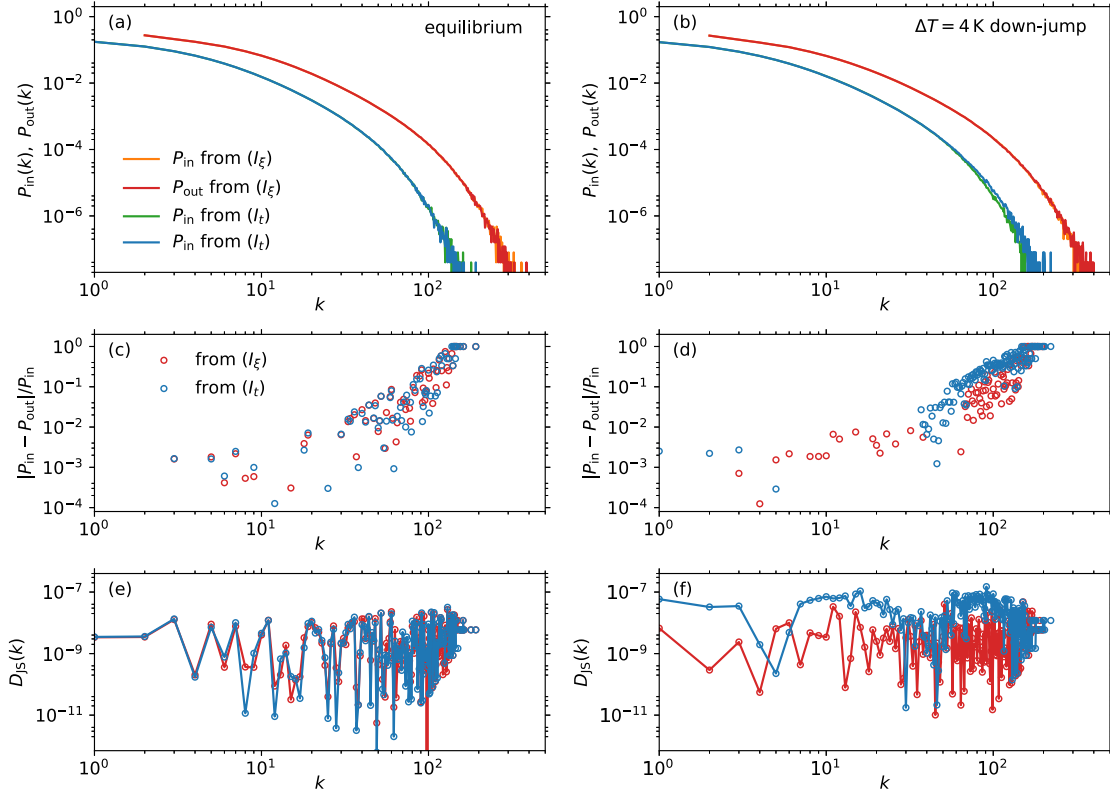 (a)
equilibrium
10^0
10^-2
10^-4
10^-6
P_in(k), P_out(k)
P_in from (I_ξ)
P_out from (I_ξ)
P_in from (I_t)
P_in from (I_t)
10^0
10^1
10^2
k
(b)
ΔT = 4 K down-jump
10^0
10^-2
10^-4
10^-6
P_in(k), P_out(k)
10^0
10^1
10^2
k
(c)
from (I_ξ)
from (I_t)
10^0
10^-1
10^-2
10^-3
10^-4
|P_in − P_out|/P_in
10^0
10^1
10^2
k
(d)
10^0
10^-1
10^-2
10^-3
10^-4
|P_in − P_out|/P_in
10^0
10^1
10^2
k
(e)
10^-7
10^-9
10^-11
D_JS(k)
10^0
10^1
10^2
k
(f)
10^-7
10^-9
10^-11
D_JS(k)
10^0
10^1
10^2
k